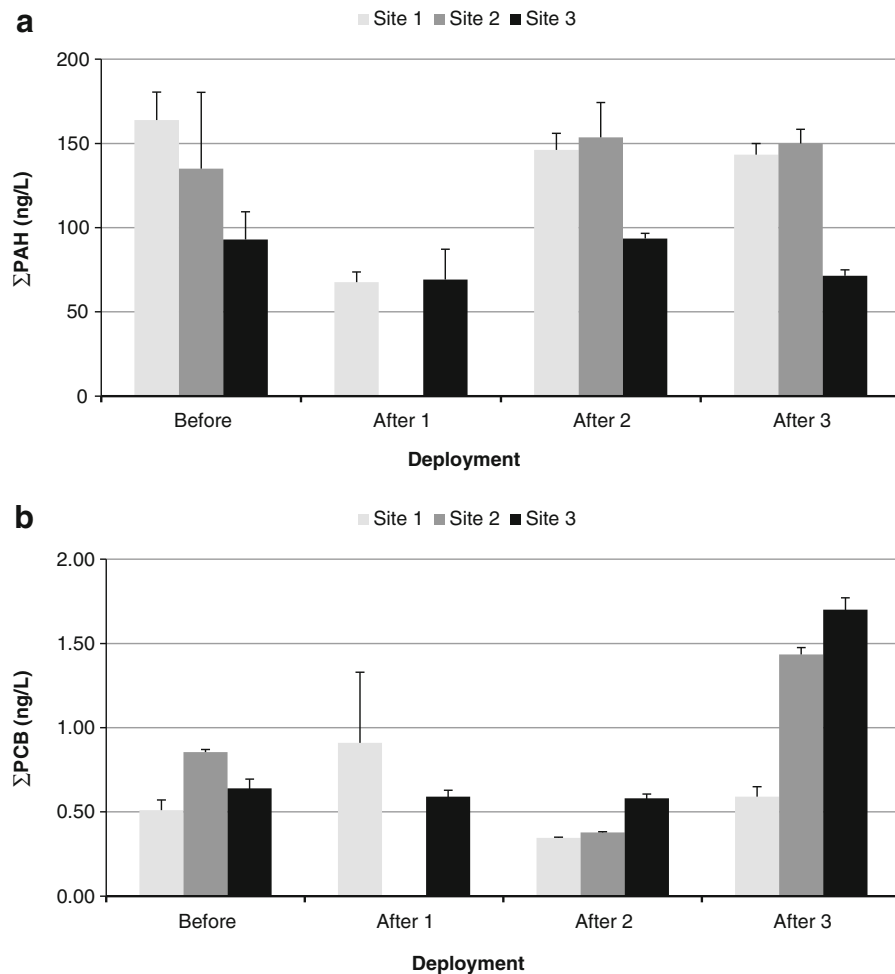 a
Site 1 Site 2 Site 3
200
150
100
50
0
ΣPAH (ng/L)
Before After 1 After 2 After 3
Deployment
b
Site 1 Site 2 Site 3
2.00
1.50
1.00
0.50
0.00
ΣPCB (ng/L)
Before After 1 After 2 After 3
Deployment